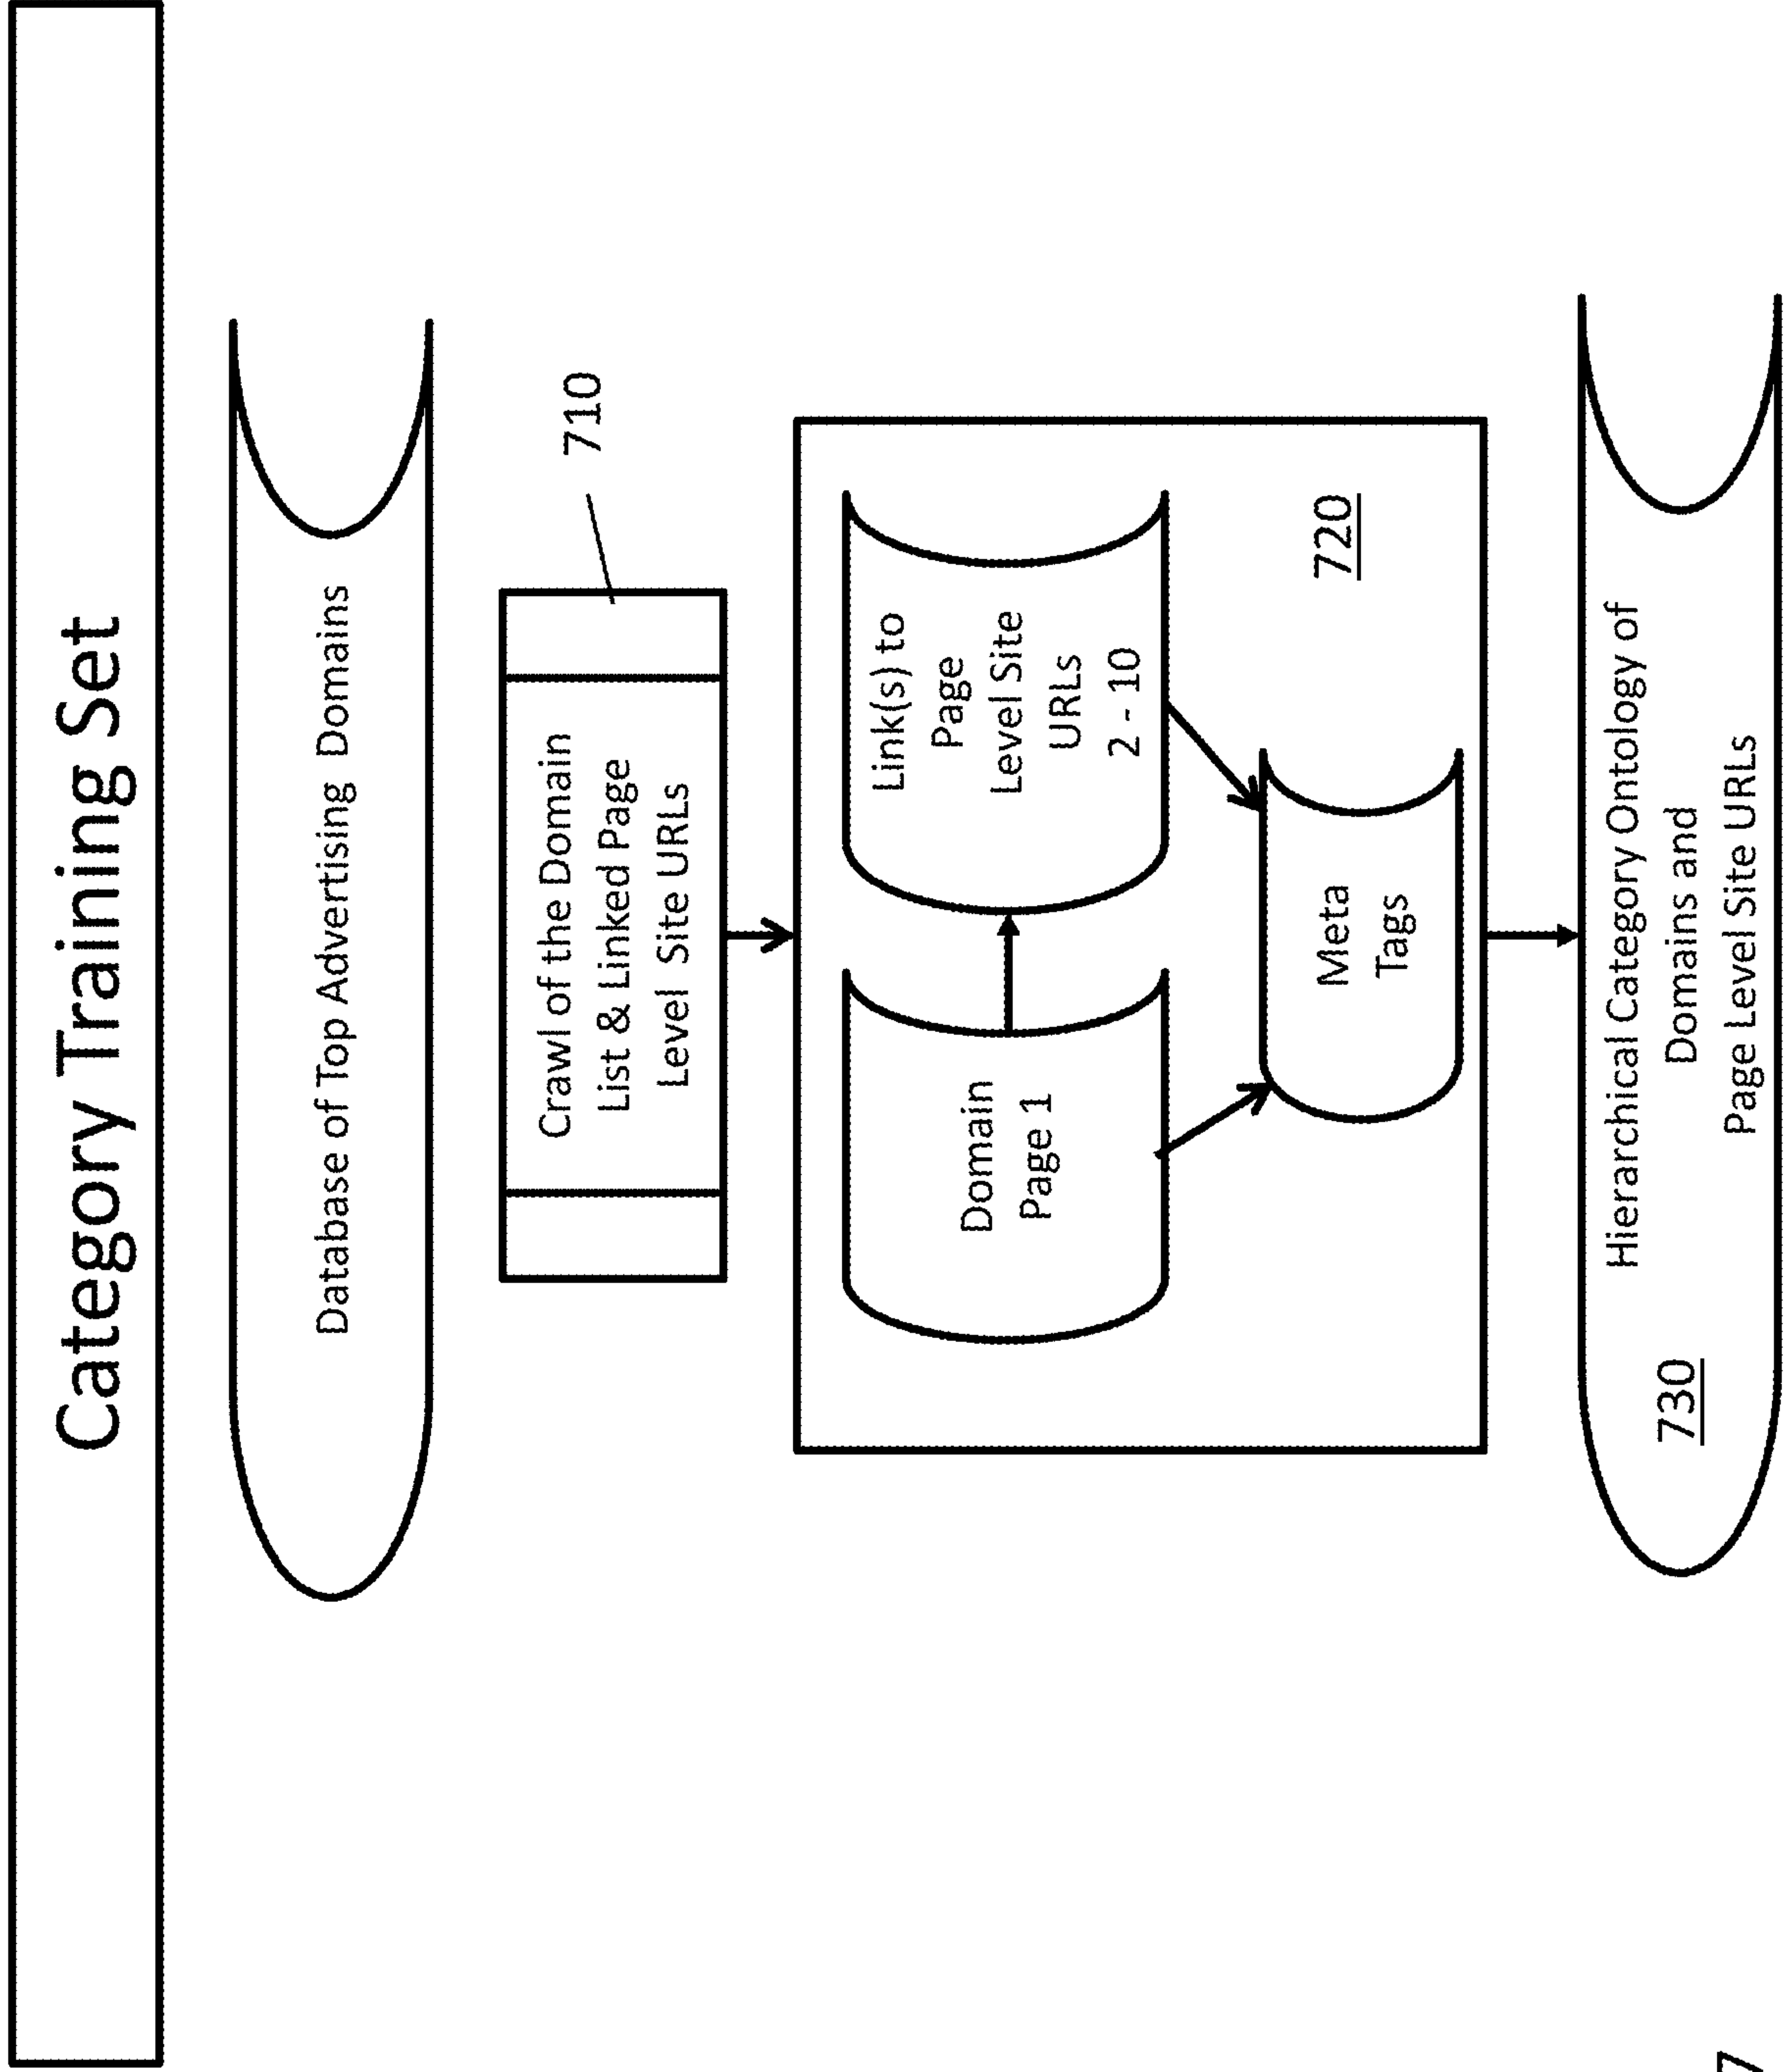 Category Training Set
Database of Top Advertising Domains
710
Crawl of the Domain
List & Linked Page
Level Site URLs
Domain
Page 1
Link(s) to
Page
Level Site
URLs
2 - 10
Meta
Tags
720
730
Hierarchical Category Ontology of
Domains and
Page Level Site URLs
7